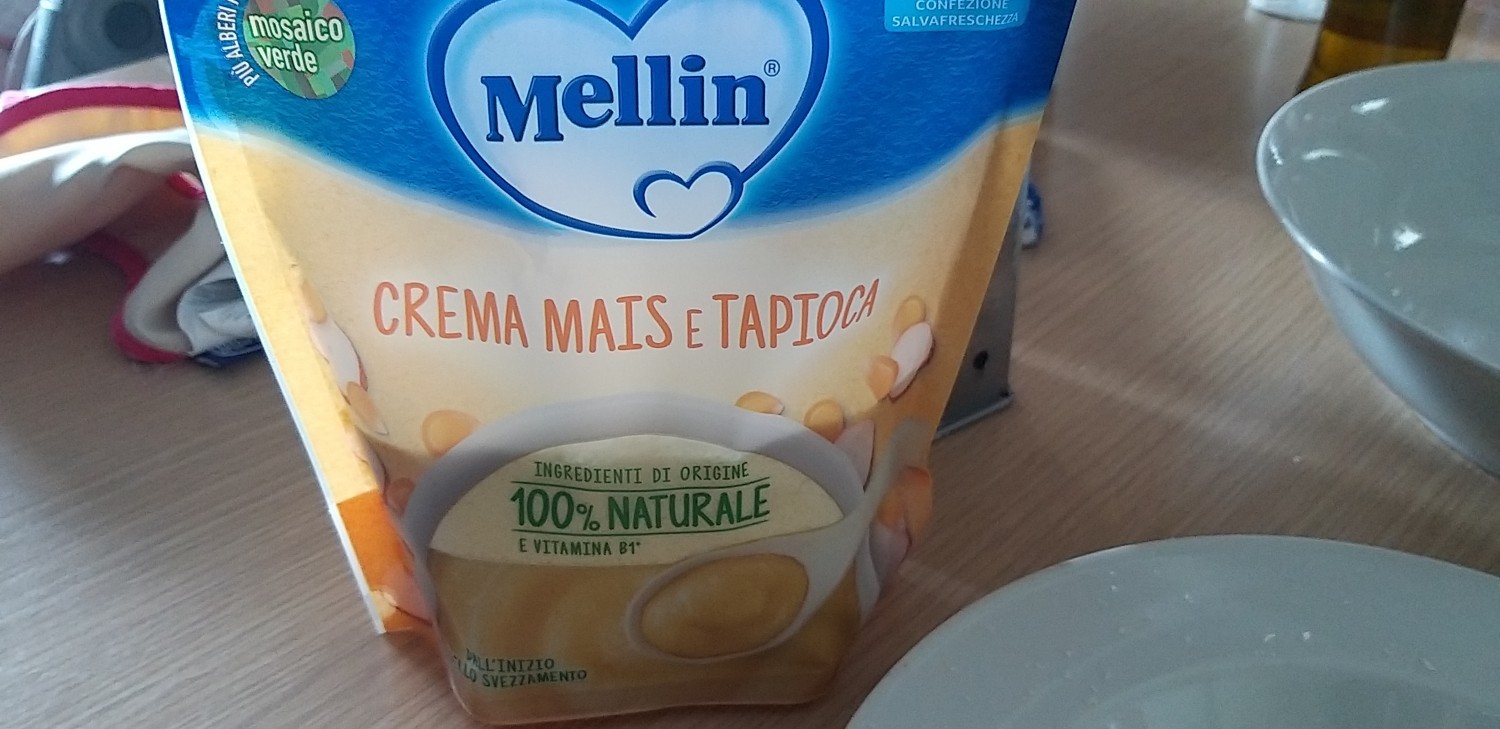 PIÙ ALBERI
mosaico
verde
CONFEZIONE
SALVAFRESCHEZZA
Mellin®
CREMA MAIS E TAPIOCA
INGREDIENTI DI ORIGINE
100% NATURALE
E VITAMINA B1*
DALL'INIZIO
LO SVEZZAMENTO